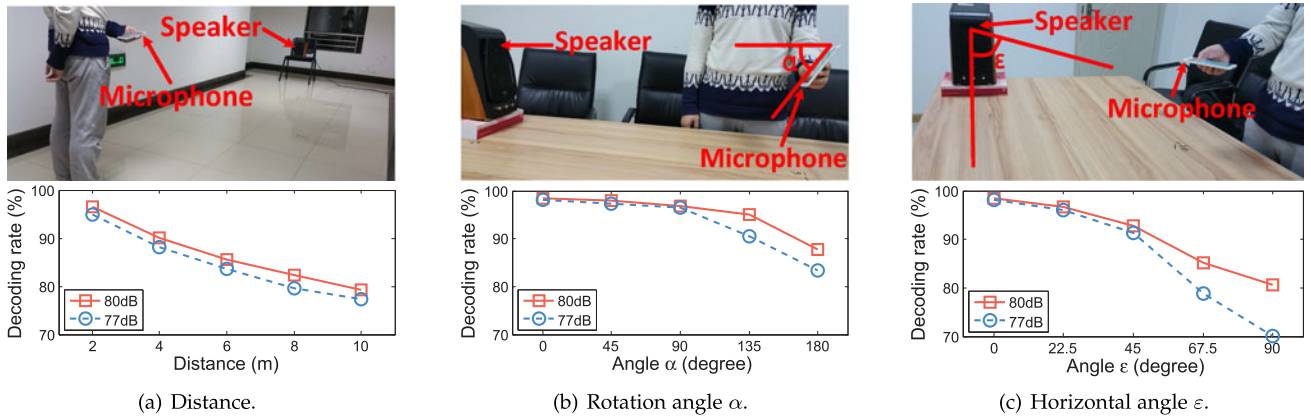 Speaker
Microphone
Speaker
α
Microphone
Speaker
ε
Microphone
100
90
80
70
Decoding rate (%)
80dB
77dB
2 4 6 8 10
Distance (m)
(a) Distance.
100
90
80
70
Decoding rate (%)
80dB
77dB
0 45 90 135 180
Angle α (degree)
(b) Rotation angle α.
100
90
80
70
Decoding rate (%)
80dB
77dB
0 22.5 45 67.5 90
Angle ε (degree)
(c) Horizontal angle ε.